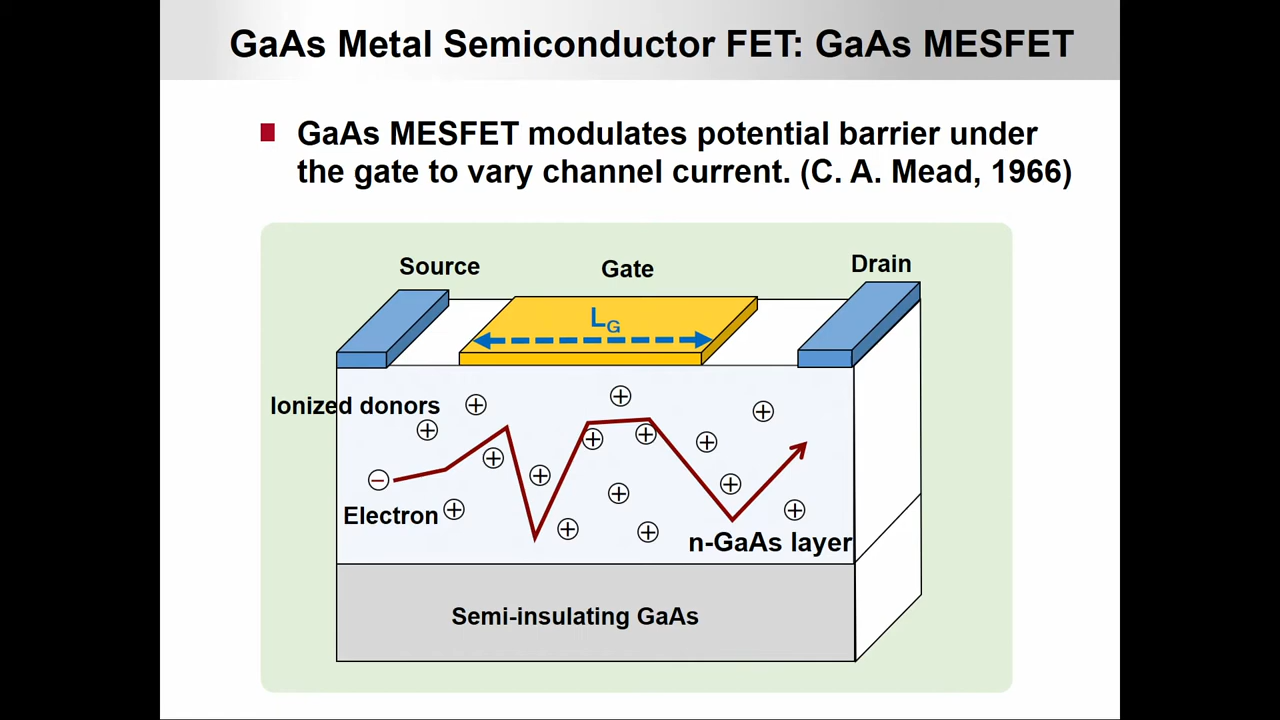 GaAs Metal Semiconductor FET: GaAs MESFET
GaAs MESFET modulates potential barrier under
the gate to vary channel current. (C. A. Mead, 1966)
Source
Gate
Drain
LG
Ionized donors
Electron
n-GaAs layer
Semi-insulating GaAs